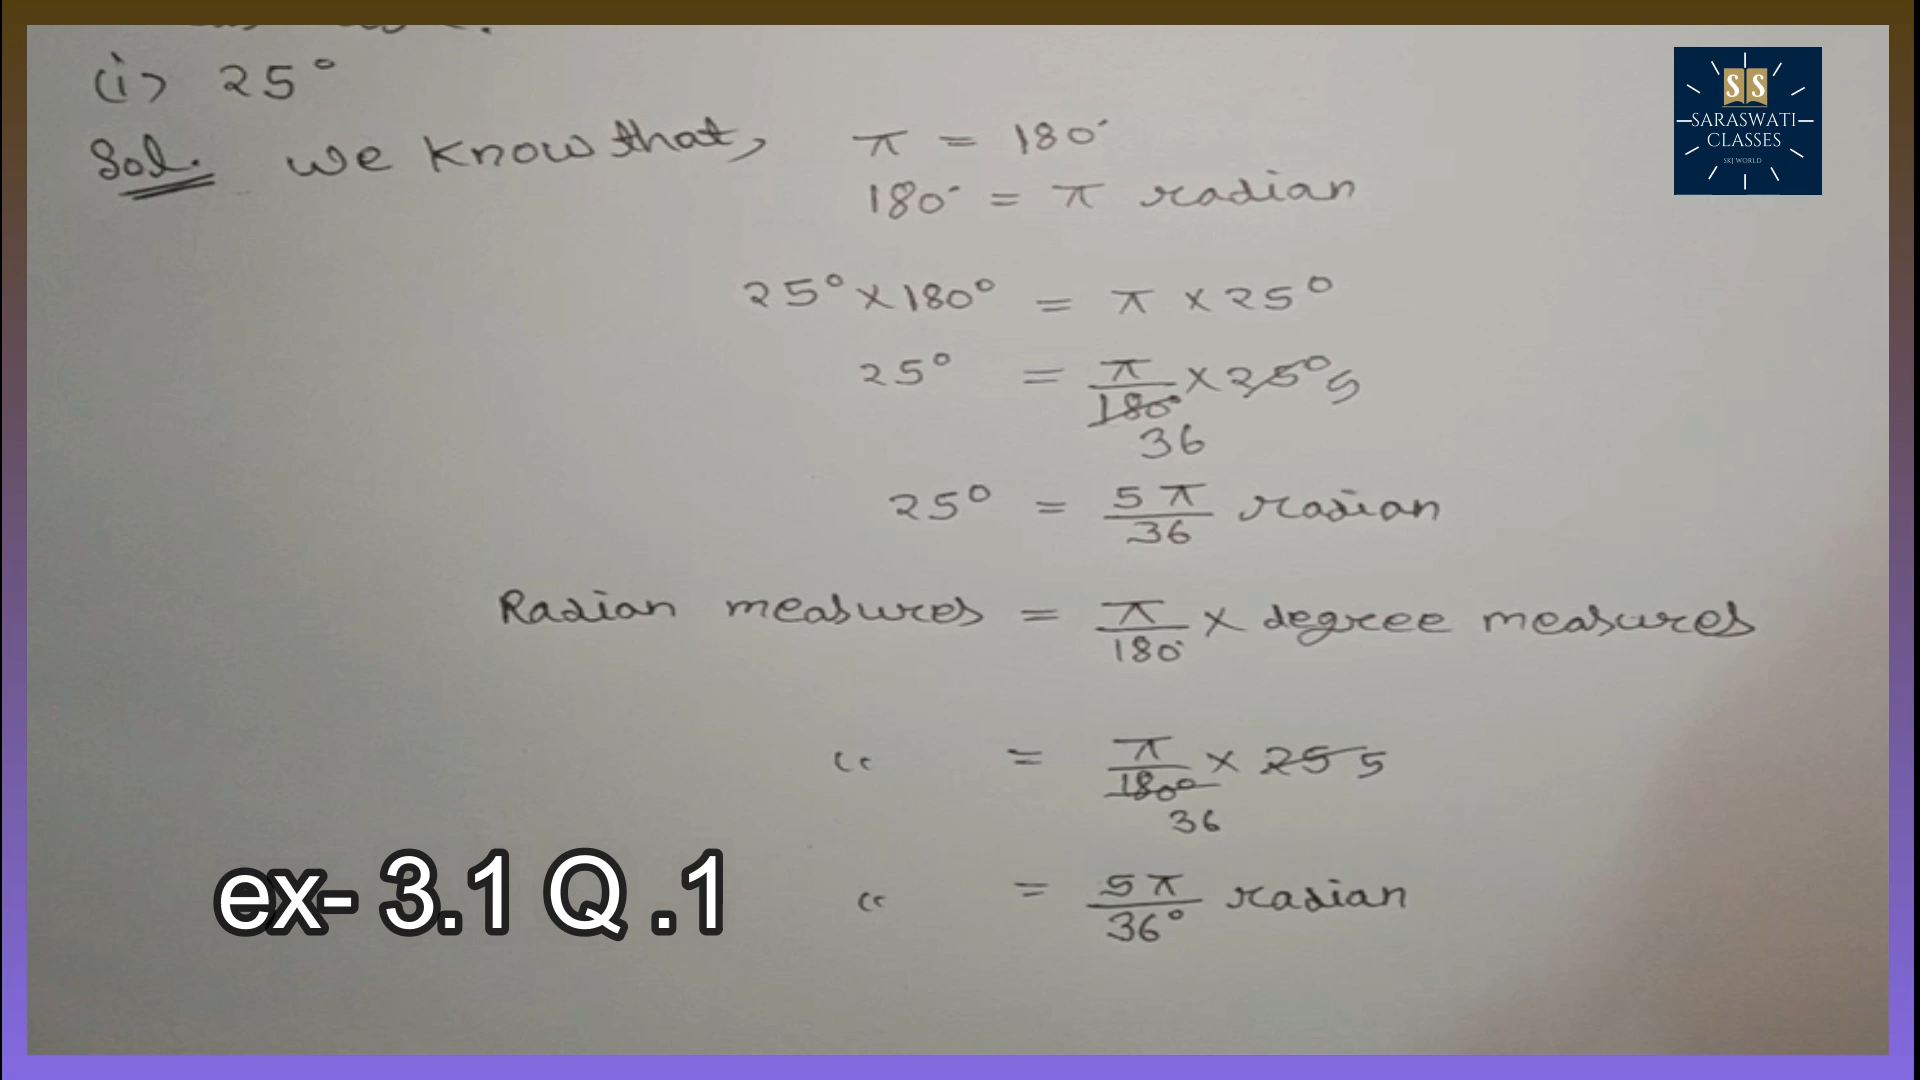 (i) 25°
Sol. We know that, π = 180°
180° = π radian
25° × 180° = π × 25°
25° = π/180° × 25° 5
36
25° = 5π/36 radian
Radian measures = π/180° × degree measures
" = π/180° × 25 5
36
" = 5π/36° radian
ex- 3.1 Q .1
SS
SARASWATI
CLASSES
SKJ WORLD